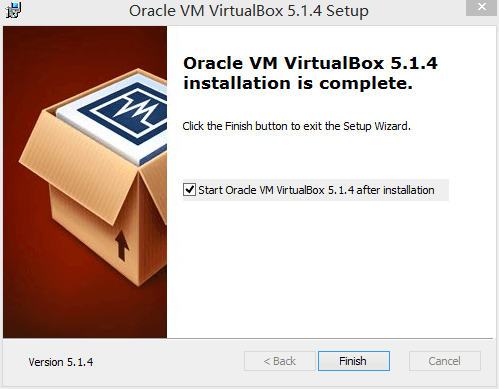 Oracle VM VirtualBox 5.1.4 Setup
Oracle VM VirtualBox 5.1.4
installation is complete.
Click the Finish button to exit the Setup Wizard.
Start Oracle VM VirtualBox 5.1.4 after installation
Version 5.1.4
< Back
Finish
Cancel